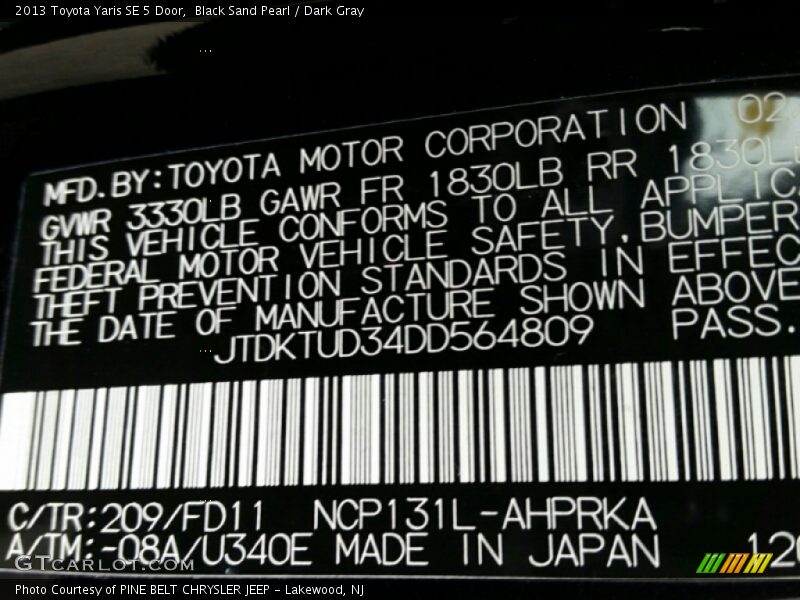 2013 Toyota Yaris SE 5 Door,  Black Sand Pearl / Dark Gray
MFD.BY:TOYOTA MOTOR CORPORATION 02
GVWR 3330LB GAWR FR 1830LB RR 1830L
THIS VEHICLE CONFORMS TO ALL APPLIC
FEDERAL MOTOR VEHICLE SAFETY, BUMPER
THEFT PREVENTION STANDARDS IN EFFEC
THE DATE OF MANUFACTURE SHOWN ABOVE
JTDKTUD34DD564809 PASS.
C/TR:209/FD11 NCP131L-AHPRKA
A/TM:-08A/U340E MADE IN JAPAN 120
GTCarLot.com
Photo Courtesy of PINE BELT CHRYSLER JEEP - Lakewood, NJ